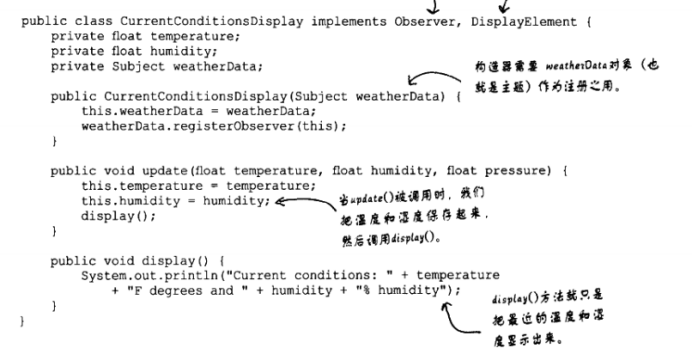 public class CurrentConditionsDisplay implements Observer, DisplayElement {
private float temperature;
private float humidity;
private Subject weatherData;
构造器需要 weatherData对象（也
就是主题）作为注册之用。
public CurrentConditionsDisplay(Subject weatherData) {
this.weatherData = weatherData;
weatherData.registerObserver(this);
}
public void update(float temperature, float humidity, float pressure) {
this.temperature = temperature;
this.humidity = humidity;
display();
}
当update()被调用时，我们
把温度和湿度保存起来，
然后调用display()。
public void display() {
System.out.println("Current conditions: " + temperature
+ "F degrees and " + humidity + "% humidity");
}
}
display()方法就只是
把最近的温度和湿
度显示出来。